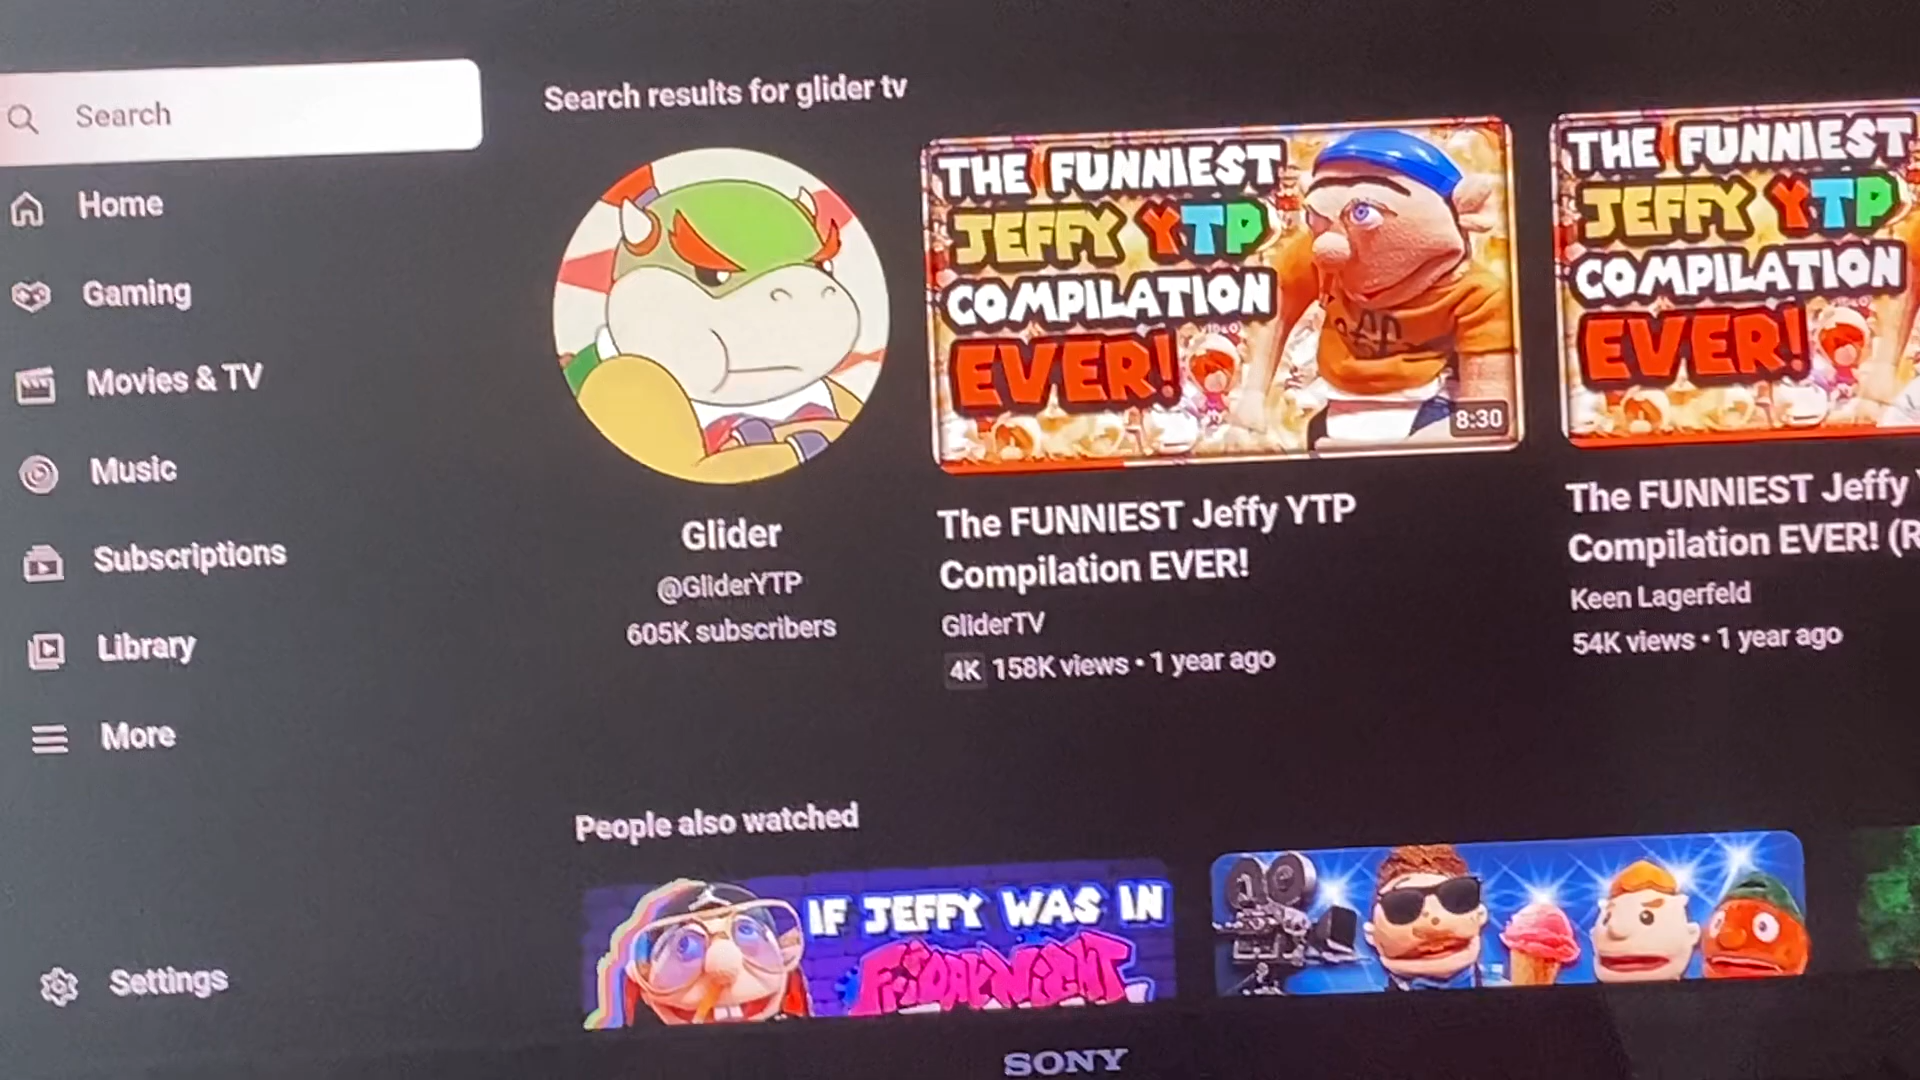 Search
Home
Gaming
Movies & TV
Music
Subscriptions
Library
More
Settings
Search results for glider tv
Glider
@GliderYTP
605K subscribers
THE FUNNIEST
JEFFY YTP
COMPILATION
EVER!
8:30
The FUNNIEST Jeffy YTP
Compilation EVER!
GliderTV
4K 158K views • 1 year ago
THE FUNNIEST
JEFFY YTP
COMPILATION
EVER!
The FUNNIEST Jeffy
Compilation EVER! (R
Keen Lagerfeld
54K views • 1 year ago
People also watched
IF JEFFY WAS IN
FRiDAY NiGHT
SONY